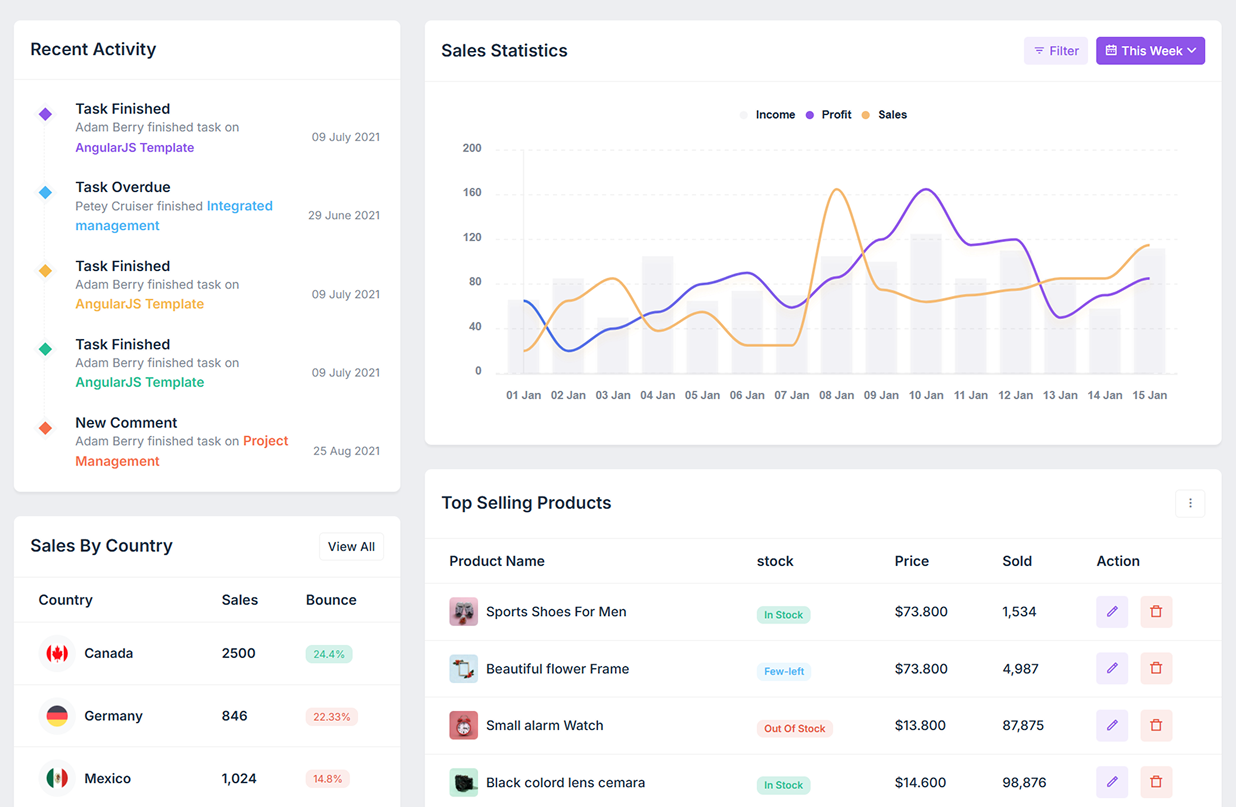 Recent Activity
Task Finished
Adam Berry finished task on
AngularJS Template
09 July 2021
Task Overdue
Petey Cruiser finished Integrated
management
29 June 2021
Task Finished
Adam Berry finished task on
AngularJS Template
09 July 2021
Task Finished
Adam Berry finished task on
AngularJS Template
09 July 2021
New Comment
Adam Berry finished task on Project
Management
25 Aug 2021
Sales By Country
View All
Country Sales Bounce
Canada 2500 24.4%
Germany 846 22.33%
Mexico 1,024 14.8%
Sales Statistics
Filter
This Week
Income Profit Sales
200
160
120
80
40
0
01 Jan 02 Jan 03 Jan 04 Jan 05 Jan 06 Jan 07 Jan 08 Jan 09 Jan 10 Jan 11 Jan 12 Jan 13 Jan 14 Jan 15 Jan
Top Selling Products
Product Name stock Price Sold Action
Sports Shoes For Men In Stock $73.800 1,534
Beautiful flower Frame Few-left $73.800 4,987
Small alarm Watch Out Of Stock $13.800 87,875
Black colord lens cemara In Stock $14.600 98,876